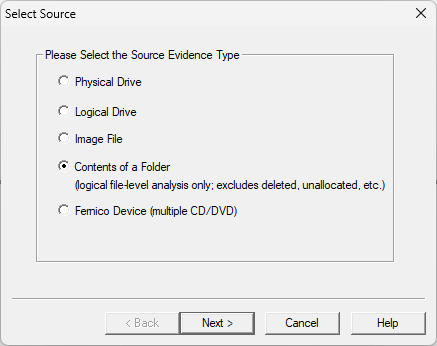 Select Source
Please Select the Source Evidence Type
Physical Drive
Logical Drive
Image File
Contents of a Folder
(logical file-level analysis only; excludes deleted, unallocated, etc.)
Fernico Device (multiple CD/DVD)
< Back Next > Cancel Help